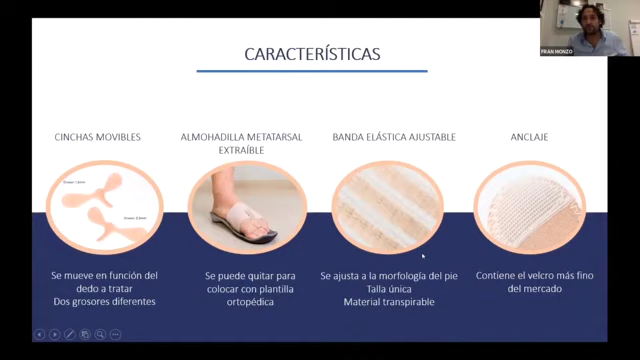 FRAN MONZO
CARACTERÍSTICAS
CINCHAS MOVIBLES
Se mueve en función del
dedo a tratar
Dos grosores diferentes
ALMOHADILLA METATARSAL
EXTRAÍBLE
Se puede quitar para
colocar con plantilla
ortopédica
BANDA ELÁSTICA AJUSTABLE
Se ajusta a la morfología del pie
Talla única
Material transpirable
ANCLAJE
Contiene el velcro más fino
del mercado